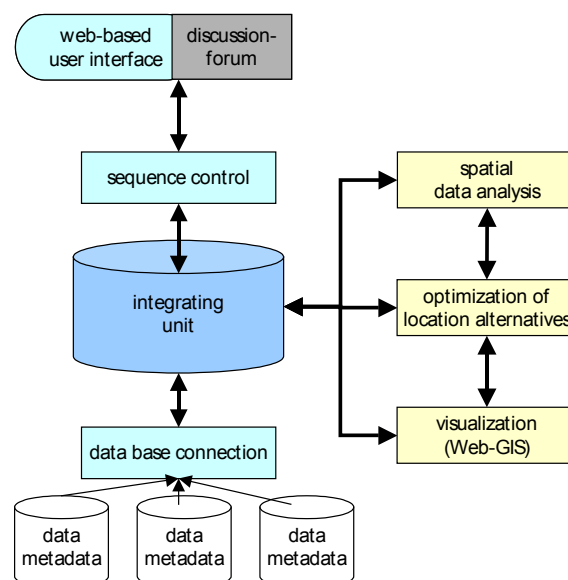 web-based
user interface
discussion-
forum
sequence control
integrating
unit
data base connection
data
metadata
data
metadata
data
metadata
spatial
data analysis
optimization of
location alternatives
visualization
(Web-GIS)